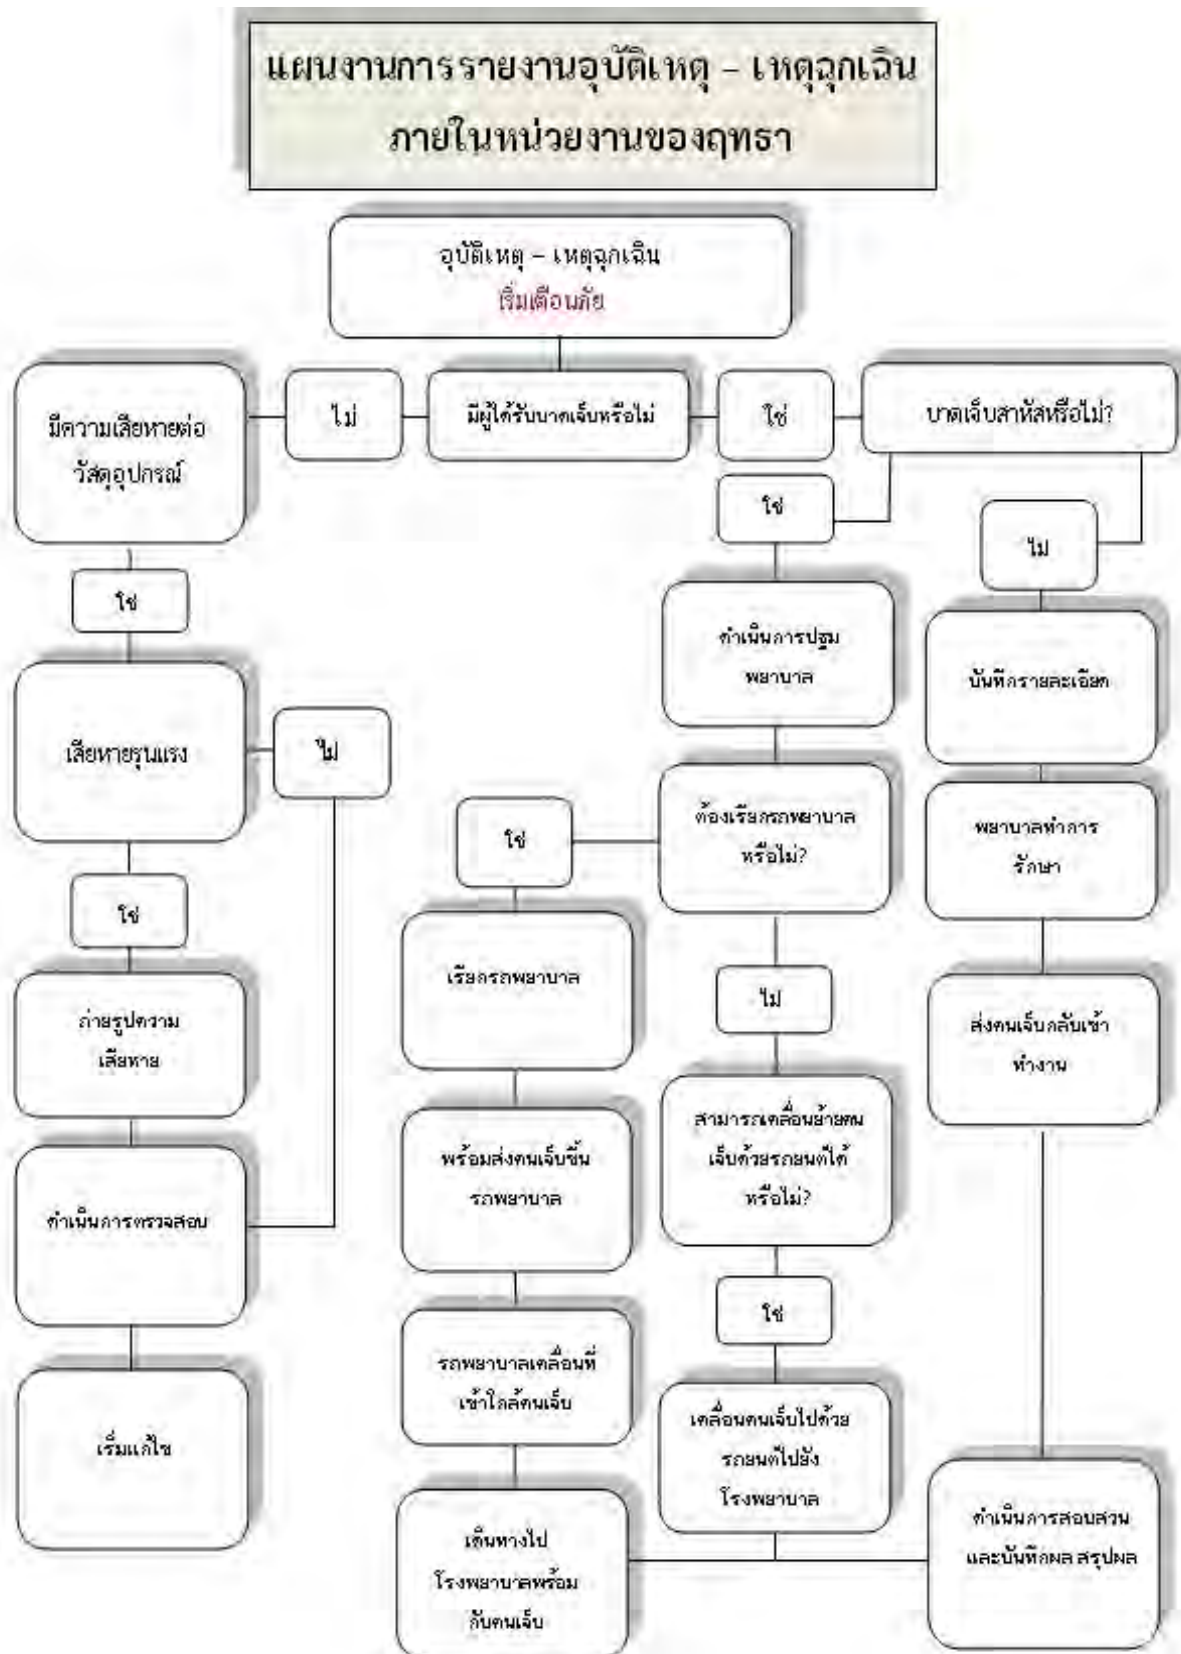 แผนงานการรายงานอุบัติเหตุ – เหตุฉุกเฉิน
ภายในหน่วยงานของฤทธา
อุบัติเหตุ – เหตุฉุกเฉิน
เริ่มเตือนภัย
มีความเสียหายต่อ
วัสดุอุปกรณ์
ไม่
มีผู้ได้รับบาดเจ็บหรือไม่
ใช่
บาดเจ็บสาหัสหรือไม่?
ใช่
ไม่
ใช่
ดำเนินการปฐม
พยาบาล
บันทึกรายละเอียด
เสียหายรุนแรง
ไม่
ต้องเรียกรถพยาบาล
หรือไม่?
ใช่
พยาบาลทำการ
รักษา
ใช่
เรียกรถพยาบาล
ไม่
ส่งคนเจ็บกลับเข้า
ทำงาน
ถ่ายรูปความ
เสียหาย
พร้อมส่งคนเจ็บขึ้น
รถพยาบาล
สามารถเคลื่อนย้ายคน
เจ็บด้วยรถยนต์ได้
หรือไม่?
ดำเนินการตรวจสอบ
ใช่
รถพยาบาลเคลื่อนที่
เข้าใกล้คนเจ็บ
เคลื่อนคนเจ็บไปด้วย
รถยนต์ไปยัง
โรงพยาบาล
เริ่มแก้ไข
เดินทางไป
โรงพยาบาลพร้อม
กับคนเจ็บ
ดำเนินการสอบสวน
และบันทึกผล สรุปผล